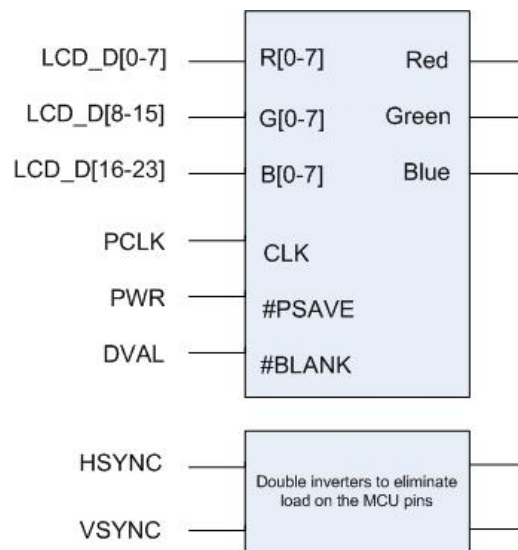 LCD_D[0-7] R[0-7] Red
LCD_D[8-15] G[0-7] Green
LCD_D[16-23] B[0-7] Blue
PCLK CLK
PWR #PSAVE
DVAL #BLANK
HSYNC
Double inverters to eliminate
load on the MCU pins
VSYNC